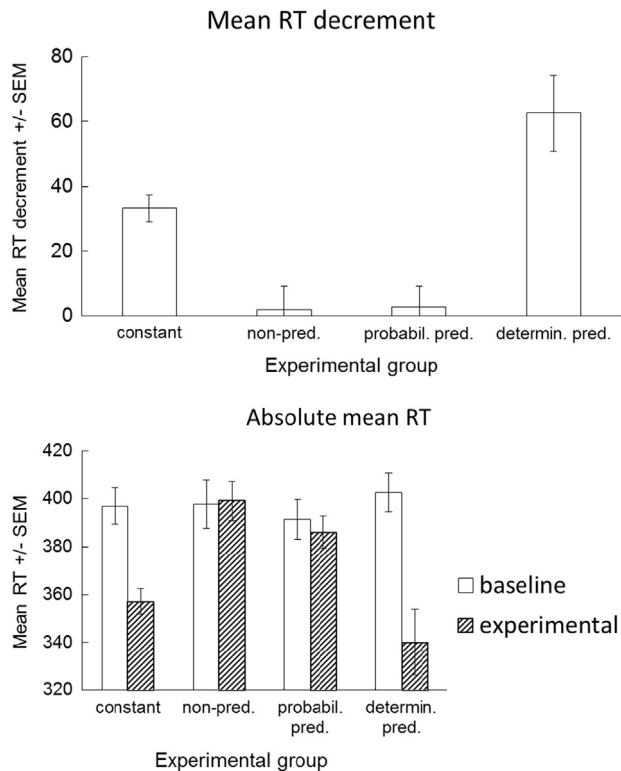 Mean RT decrement
Mean RT decrement +/- SEM
80
60
40
20
0
constant non-pred. probabil. pred. determin. pred.
Experimental group
Absolute mean RT
Mean RT +/- SEM
420
400
380
360
340
320
baseline
experimental
constant non-pred. probabil. determin.
pred. pred.
Experimental group